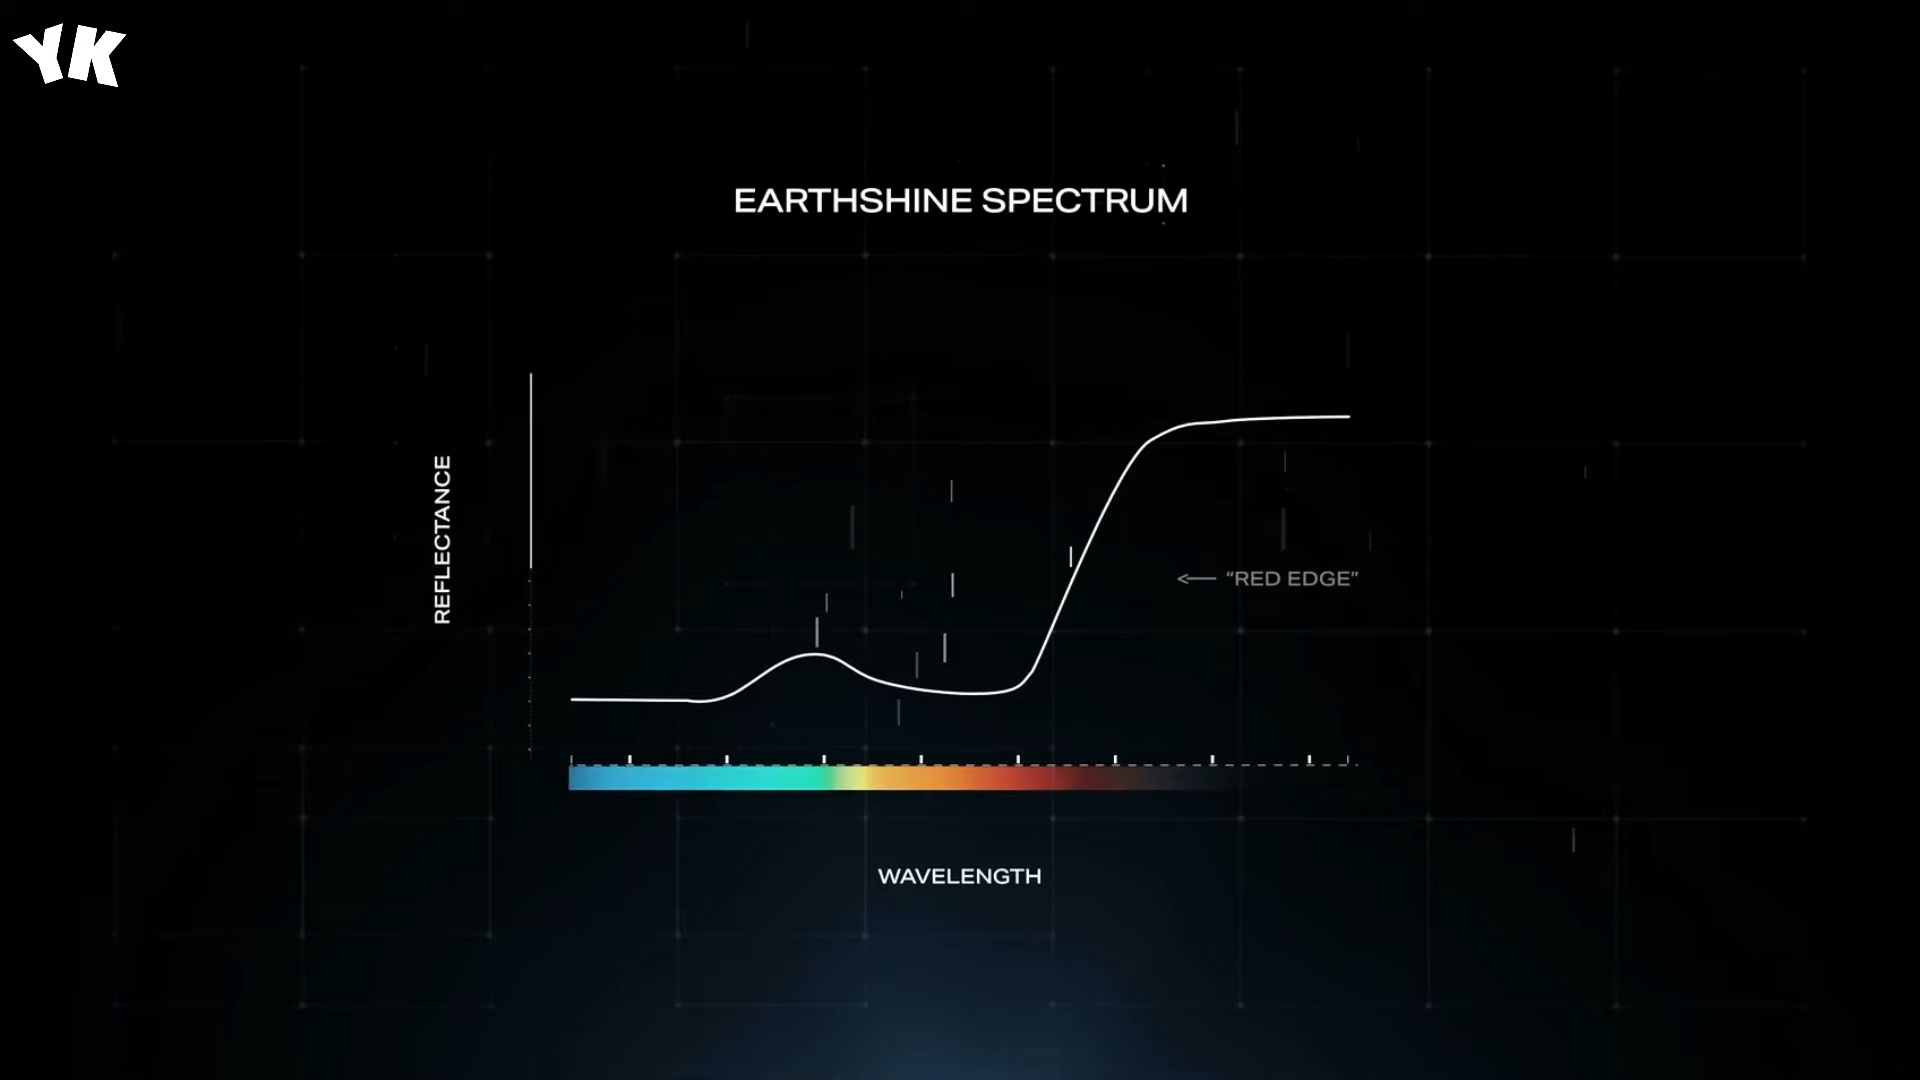 YK
EARTHSHINE SPECTRUM
REFLECTANCE
“RED EDGE”
WAVELENGTH